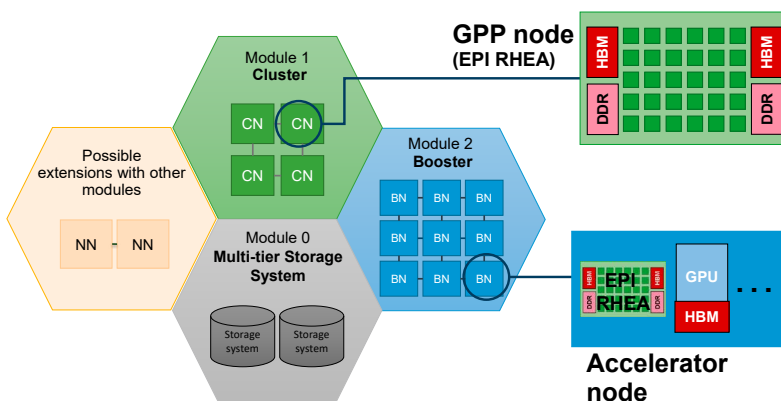 GPP node
(EPI RHEA)
HBM
HBM
DDR
DDR
Module 1
Cluster
CN
CN
CN
CN
Possible
extensions with other
modules
NN
NN
Module 2
Booster
BN
BN
BN
BN
BN
BN
BN
BN
BN
Module 0
Multi-tier Storage
System
Storage
system
Storage
system
HBM
HBM
EPI
DDR
DDR
RHEA
GPU
HBM
...
Accelerator
node